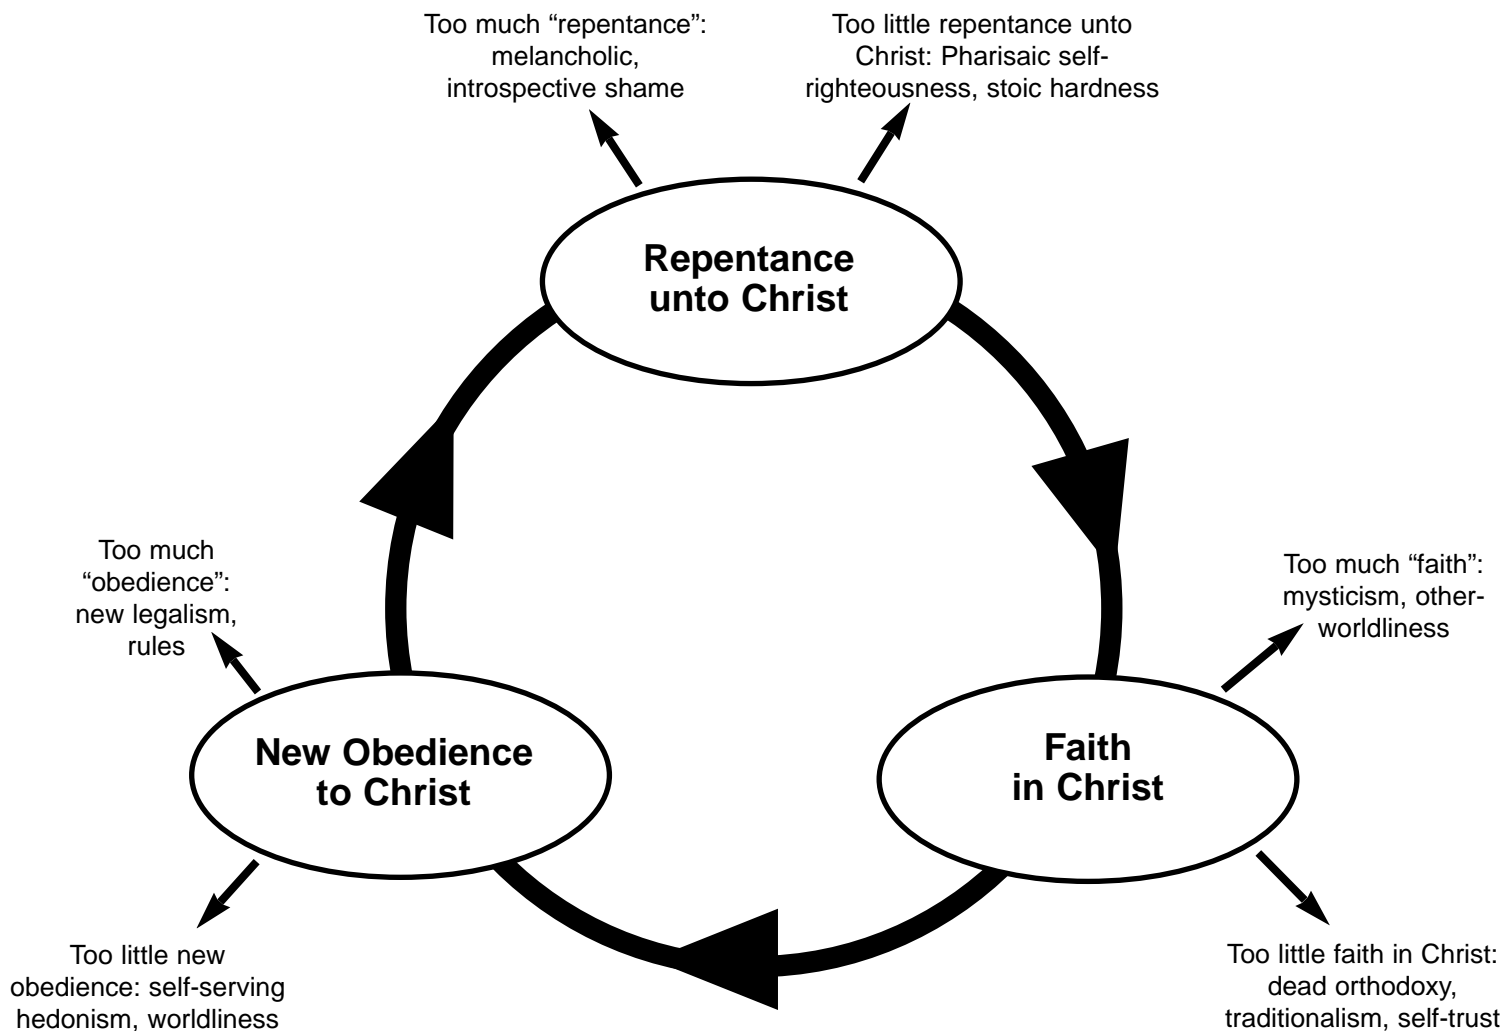 Too much “repentance”:
melancholic,
introspective shame
Too little repentance unto
Christ: Pharisaic self-
righteousness, stoic hardness
Repentance
unto Christ
Too much
“obedience”:
new legalism,
rules
Too much “faith”:
mysticism, other-
worldliness
New Obedience
to Christ
Faith
in Christ
Too little new
obedience: self-serving
hedonism, worldliness
Too little faith in Christ:
dead orthodoxy,
traditionalism, self-trust